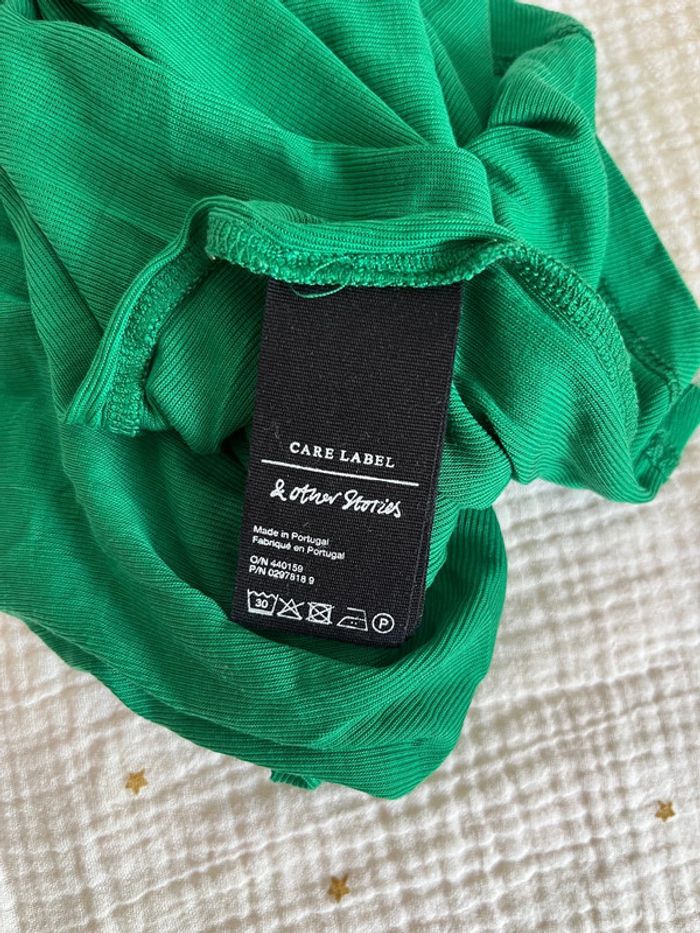 CARE LABEL
& other Stories
Made in Portugal
Fabriqué en Portugal
O/N 440159
P/N 0297818 9
30
P